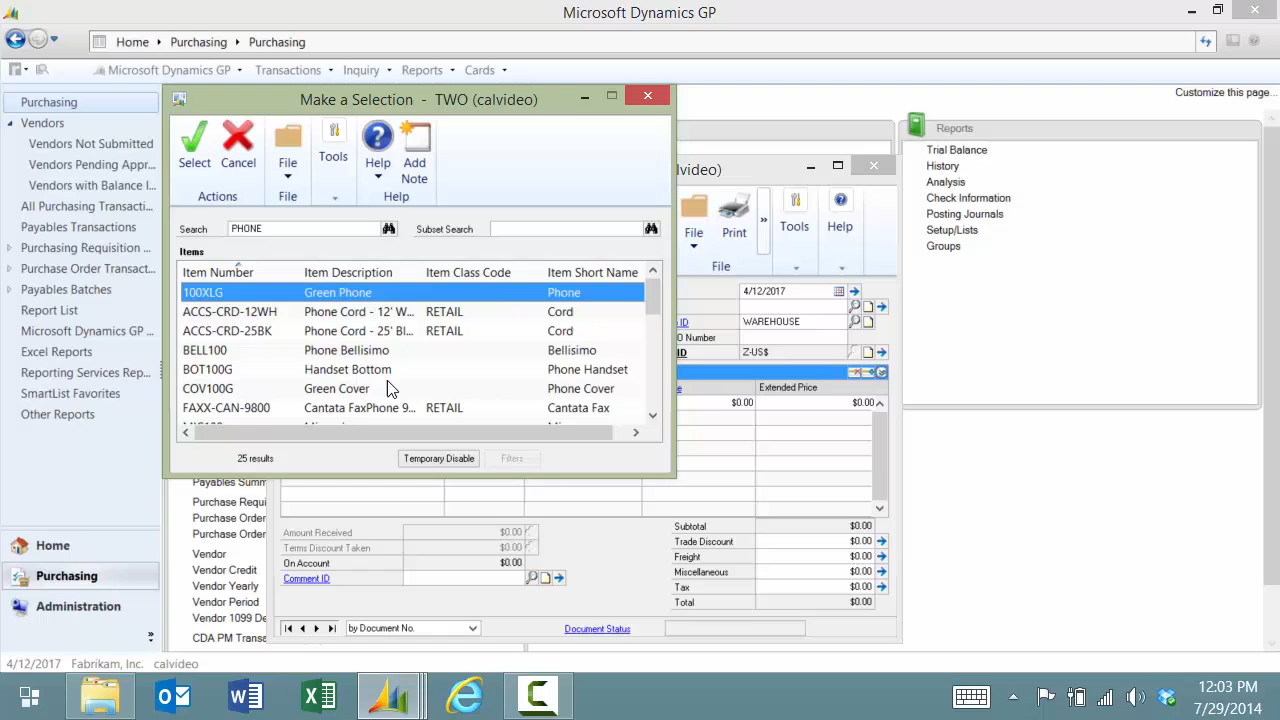 Microsoft Dynamics GP
Home Purchasing Purchasing
Microsoft Dynamics GP Transactions Inquiry Reports Cards
Customize this page...
Purchasing
Vendors
Vendors Not Submitted
Vendors Pending Appr...
Vendors with Balance I...
All Purchasing Transacti...
Payables Transactions
Purchasing Requisition ...
Purchase Order Transact...
Payables Batches
Report List
Microsoft Dynamics GP ...
Excel Reports
Reporting Services Rep...
SmartList Favorites
Other Reports
Home
Purchasing
Administration
Make a Selection - TWO (calvideo)
Select
Cancel
File
Tools
Help
Add Note
Actions
File
Help
Search PHONE
Subset Search
Items
Item Number Item Description Item Class Code Item Short Name
100XLG Green Phone Phone
ACCS-CRD-12WH Phone Cord - 12' W... RETAIL Cord
ACCS-CRD-25BK Phone Cord - 25' Bl... RETAIL Cord
BELL100 Phone Bellisimo Bellisimo
BOT100G Handset Bottom Phone Handset
COV100G Green Cover Phone Cover
FAXX-CAN-9800 Cantata FaxPhone 9... RETAIL Cantata Fax
25 results Temporary Disable Filters
lvideo)
File
Print
Tools
Help
File
4/12/2017
ID WAREHOUSE
O Number
ID Z-US$
Extended Price
$0.00 $0.00
Reports
Trial Balance
History
Analysis
Check Information
Posting Journals
Setup/Lists
Groups
Payables Summ
Purchase Requi
Purchase Order
Purchase Order
Vendor
Vendor Credit
Vendor Yearly
Vendor Period
Vendor 1099 De
CDA PM Transa
Amount Received $0.00
Terms Discount Taken $0.00
On Account $0.00
Comment ID
Subtotal $0.00
Trade Discount $0.00
Freight $0.00
Miscellaneous $0.00
Tax $0.00
Total $0.00
by Document No.
Document Status
4/12/2017 Fabrikam, Inc. calvideo
12:03 PM
7/29/2014